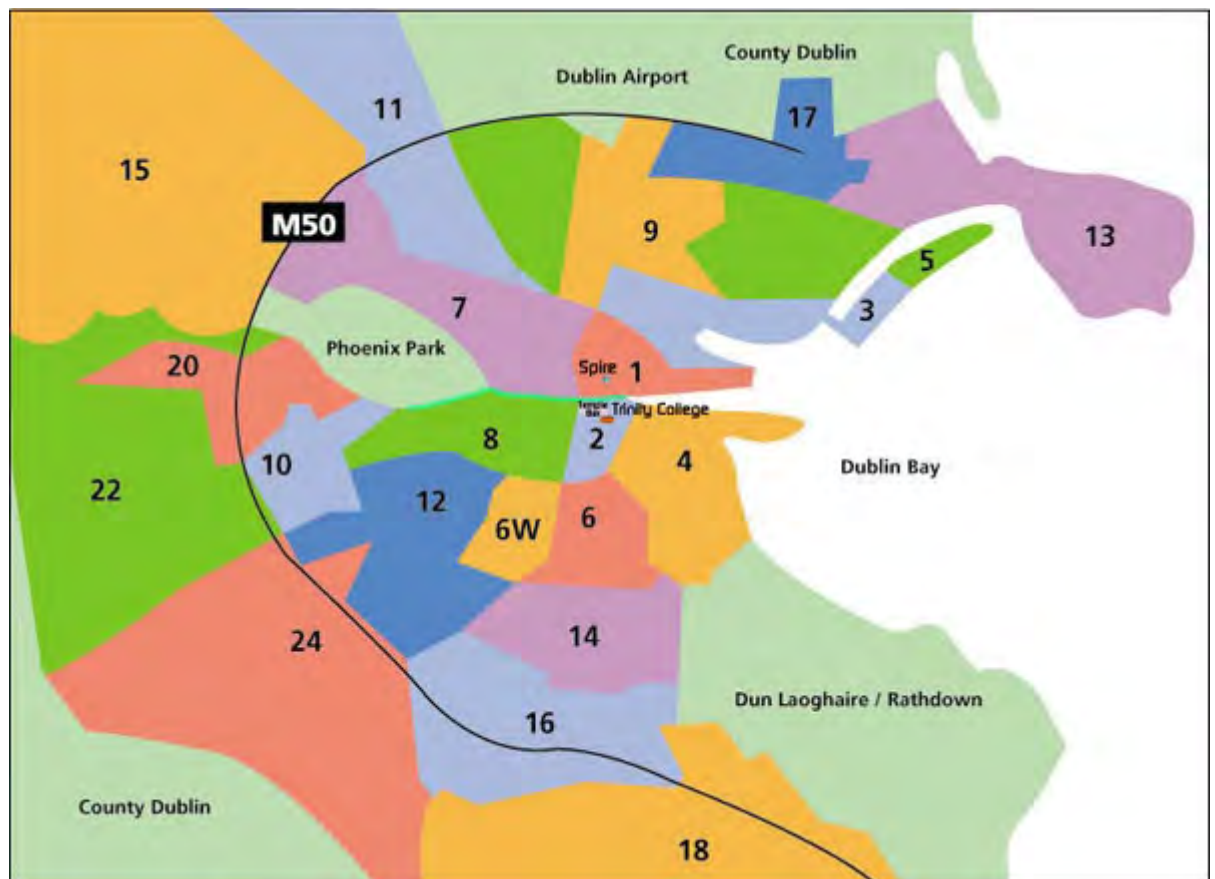 County Dublin
Dublin Airport
11
17
15
M50
9
13
5
7
3
Phoenix Park
20
Spire
1
Temple
Bar
Trinity College
2
8
4
10
Dublin Bay
22
12
6W
6
14
24
Dun Laoghaire / Rathdown
16
County Dublin
18